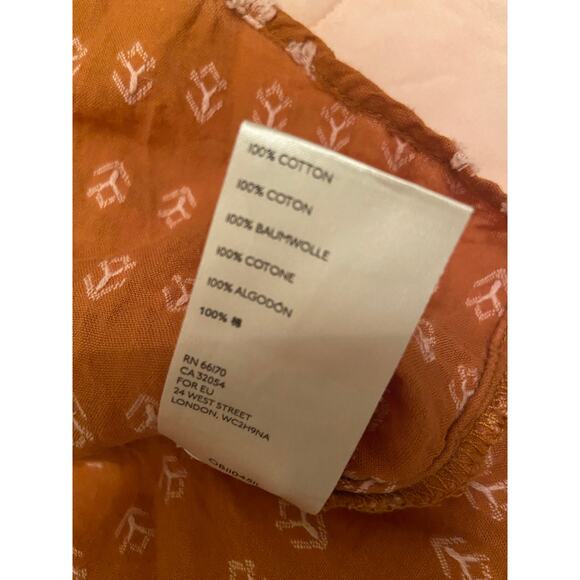 100% COTTON
100% COTON
100% BAUMWOLLE
100% COTONE
100% ALGODÓN
100% 棉
RN 66170
CA 32054
FOR EU
24 WEST STREET
LONDON, WC2H9NA